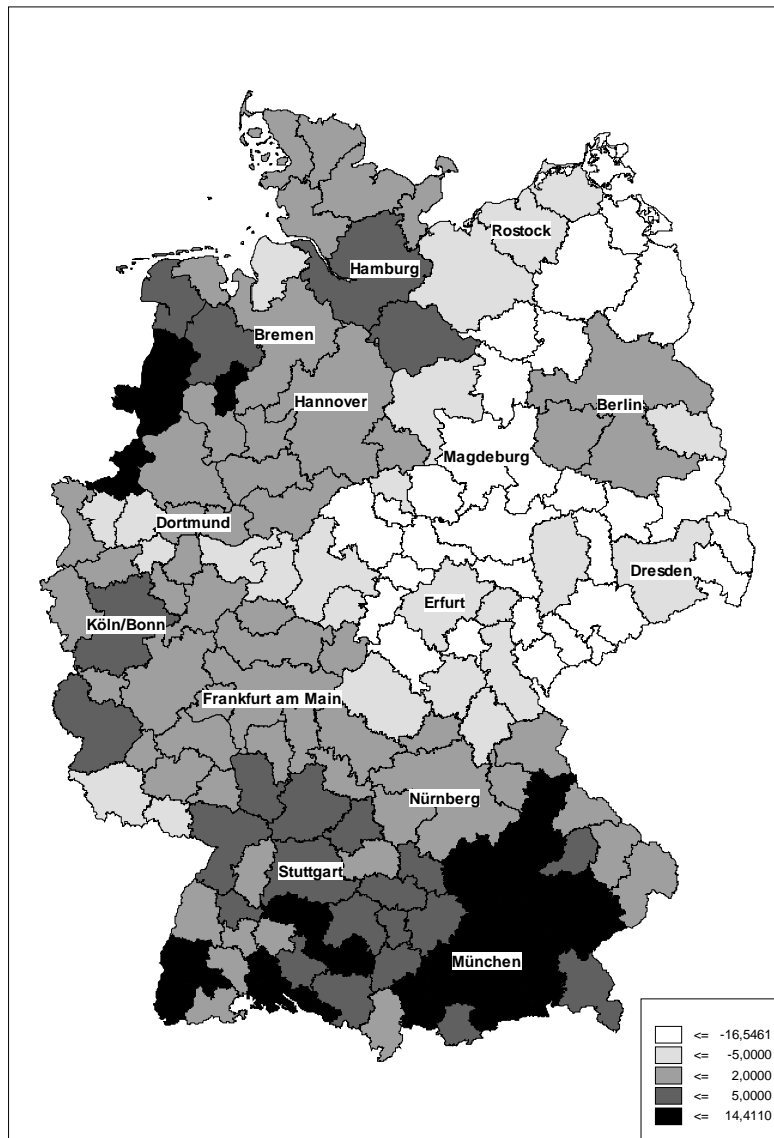 Rostock
Hamburg
Bremen
Hannover
Berlin
Magdeburg
Dortmund
Dresden
Erfurt
Köln/Bonn
Frankfurt am Main
Nürnberg
Stuttgart
München
<= -16,5461
<= -5,0000
<= 2,0000
<= 5,0000
<= 14,4110